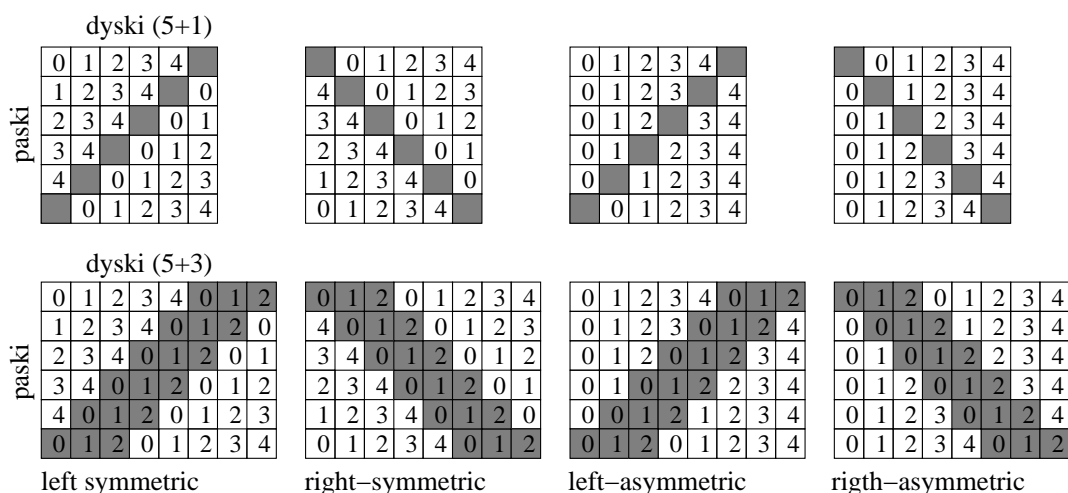 dyski (5+1)
paski
0 1 2 3 4 0 1 2 3 4 0 1 2 3 4 0 1 2 3 4
1 2 3 4 0 4 0 1 2 3 0 1 2 3 4 0 1 2 3 4
2 3 4 0 1 3 4 0 1 2 0 1 2 3 4 0 1 2 3 4
3 4 0 1 2 2 3 4 0 1 0 1 2 3 4 0 1 2 3 4
4 0 1 2 3 1 2 3 4 0 0 1 2 3 4 0 1 2 3 4
0 1 2 3 4 0 1 2 3 4 0 1 2 3 4 0 1 2 3 4
dyski (5+3)
paski
0 1 2 3 4 0 1 2 0 1 2 0 1 2 3 4 0 1 2 3 4 0 1 2 0 1 2 0 1 2 3 4
1 2 3 4 0 1 2 0 4 0 1 2 0 1 2 3 0 1 2 3 0 1 2 4 0 0 1 2 1 2 3 4
2 3 4 0 1 2 0 1 3 4 0 1 2 0 1 2 0 1 2 0 1 2 3 4 0 1 0 1 2 2 3 4
3 4 0 1 2 0 1 2 2 3 4 0 1 2 0 1 0 1 0 1 2 2 3 4 0 1 2 0 1 2 3 4
4 0 1 2 0 1 2 3 1 2 3 4 0 1 2 0 0 0 1 2 1 2 3 4 0 1 2 3 0 1 2 4
0 1 2 0 1 2 3 4 0 1 2 3 4 0 1 2 0 1 2 0 1 2 3 4 0 1 2 3 4 0 1 2
left symmetric right−symmetric left−asymmetric rigth−asymmetric